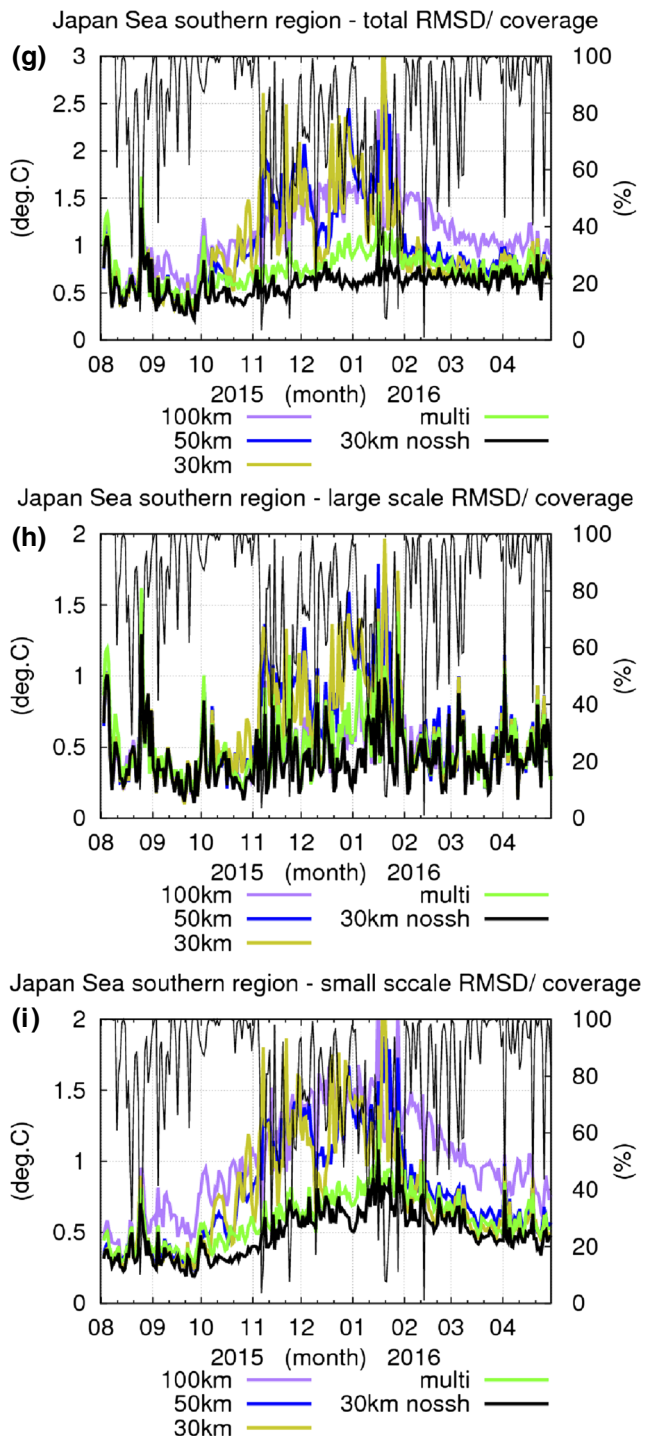 Japan Sea southern region - total RMSD/ coverage
(g)
3
2.5
2
1.5
1
0.5
0
(deg.C)
100
80
60
40
20
0
(%)
08 09 10 11 12 01 02 03 04
2015 (month) 2016
100km multi
50km 30km nossh
30km
Japan Sea southern region - large scale RMSD/ coverage
(h)
2
1.5
1
0.5
0
(deg.C)
100
80
60
40
20
0
(%)
08 09 10 11 12 01 02 03 04
2015 (month) 2016
100km multi
50km 30km nossh
30km
Japan Sea southern region - small sccale RMSD/ coverage
(i)
2
1.5
1
0.5
0
(deg.C)
100
80
60
40
20
0
(%)
08 09 10 11 12 01 02 03 04
2015 (month) 2016
100km multi
50km 30km nossh
30km